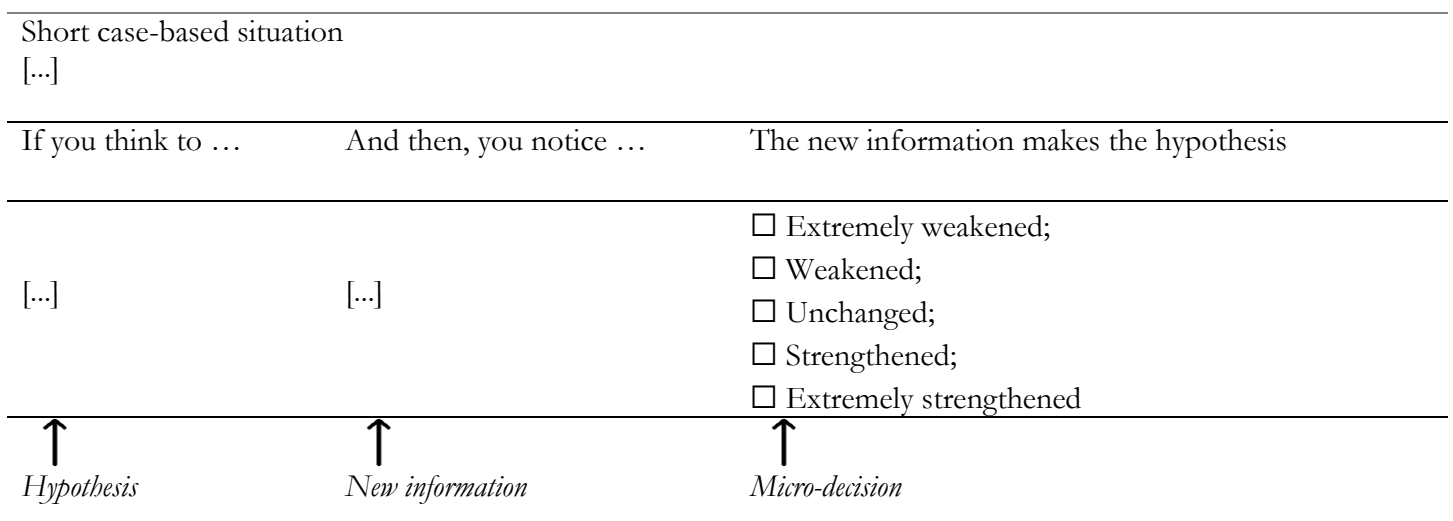 Short case-based situation
[...]
If you think to … And then, you notice … The new information makes the hypothesis
☐ Extremely weakened;
☐ Weakened;
[...] [...] ☐ Unchanged;
☐ Strengthened;
☐ Extremely strengthened
↑ ↑ ↑
Hypothesis New information Micro-decision